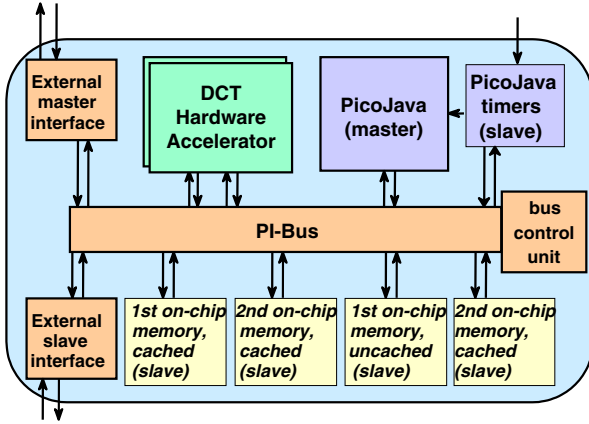 External
master
interface
DCT
Hardware
Accelerator
PicoJava
(master)
PicoJava
timers
(slave)
PI-Bus
bus
control
unit
External
slave
interface
1st on-chip
memory,
cached
(slave)
2nd on-chip
memory,
cached
(slave)
1st on-chip
memory,
uncached
(slave)
2nd on-chip
memory,
cached
(slave)